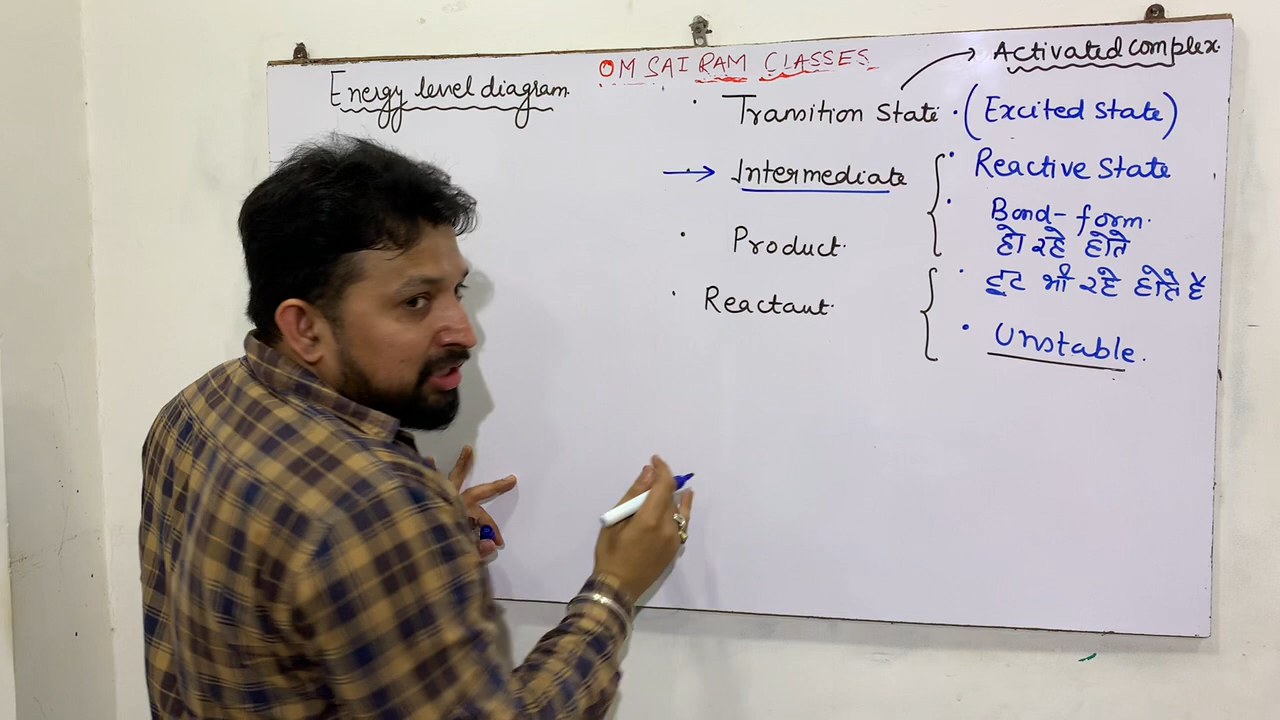 OM SAI RAM CLASSES
Energy level diagram
Activated complex.
Transition State. (Excited State)
Intermediate
Product.
Reactant.
Reactive State
Bond-form.
हो रहे होते
टूट भी रहे होते हैं
Unstable.